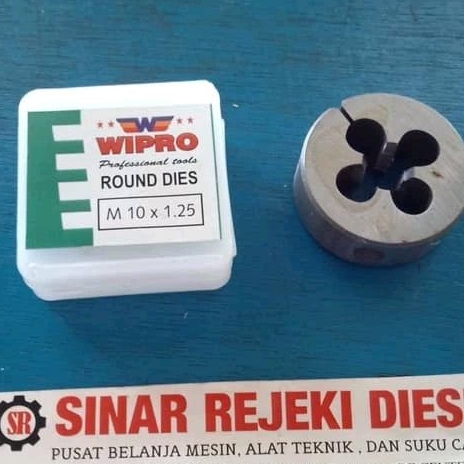 W
WIPRO
Professional tools
ROUND DIES
M 10 x 1.25
SR
SINAR REJEKI DIES
PUSAT BELANJA MESIN, ALAT TEKNIK , DAN SUKU CA